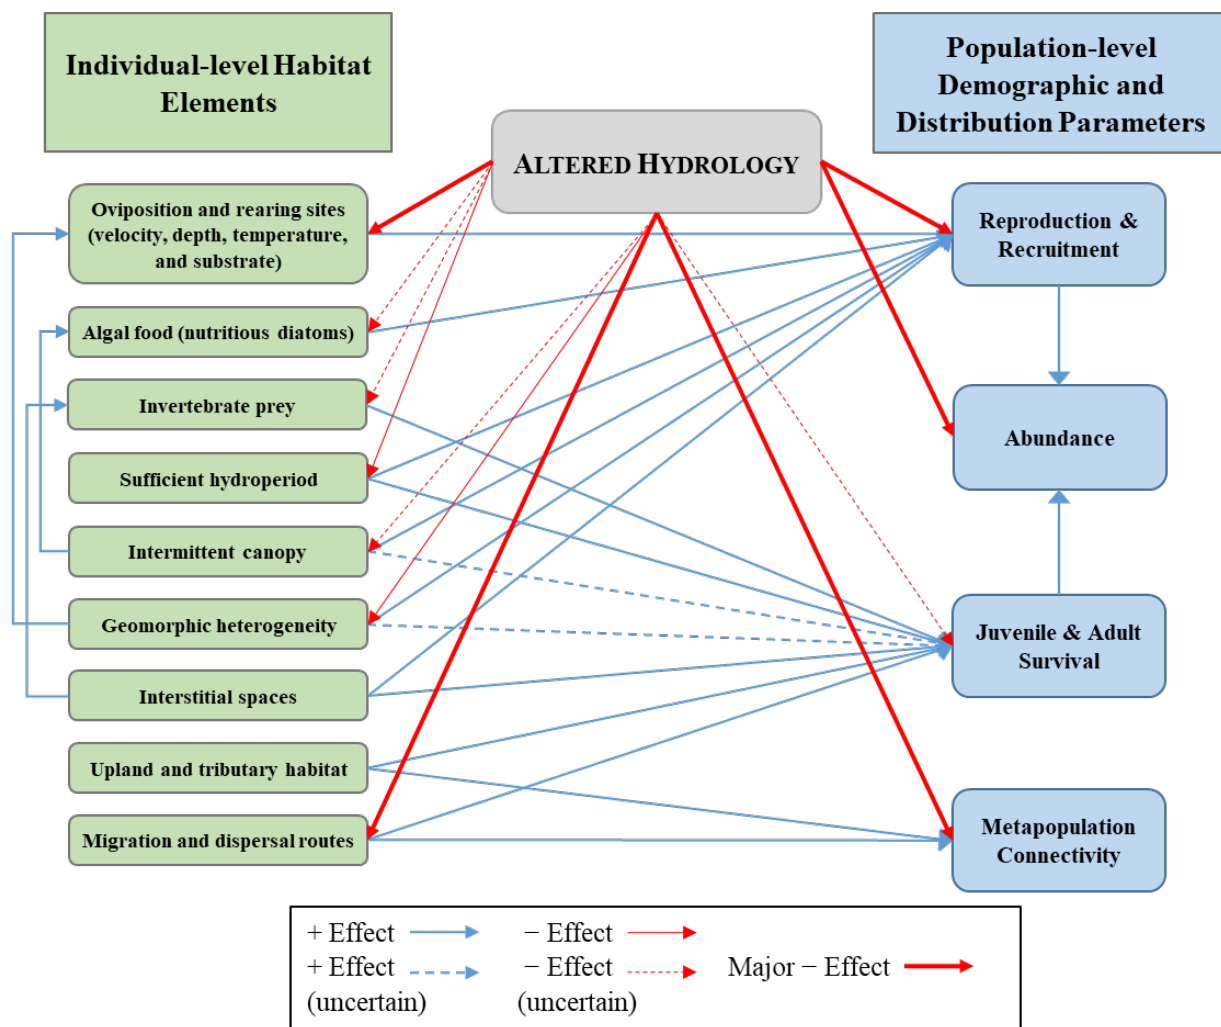 Individual-level Habitat
Elements
Population-level
Demographic and
Distribution Parameters
ALTERED HYDROLOGY
Oviposition and rearing sites
(velocity, depth, temperature,
and substrate)
Algal food (nutritious diatoms)
Invertebrate prey
Sufficient hydroperiod
Intermittent canopy
Geomorphic heterogeneity
Interstitial spaces
Upland and tributary habitat
Migration and dispersal routes
Reproduction &
Recruitment
Abundance
Juvenile & Adult
Survival
Metapopulation
Connectivity
+ Effect
+ Effect
(uncertain)
− Effect
− Effect
(uncertain)
Major − Effect